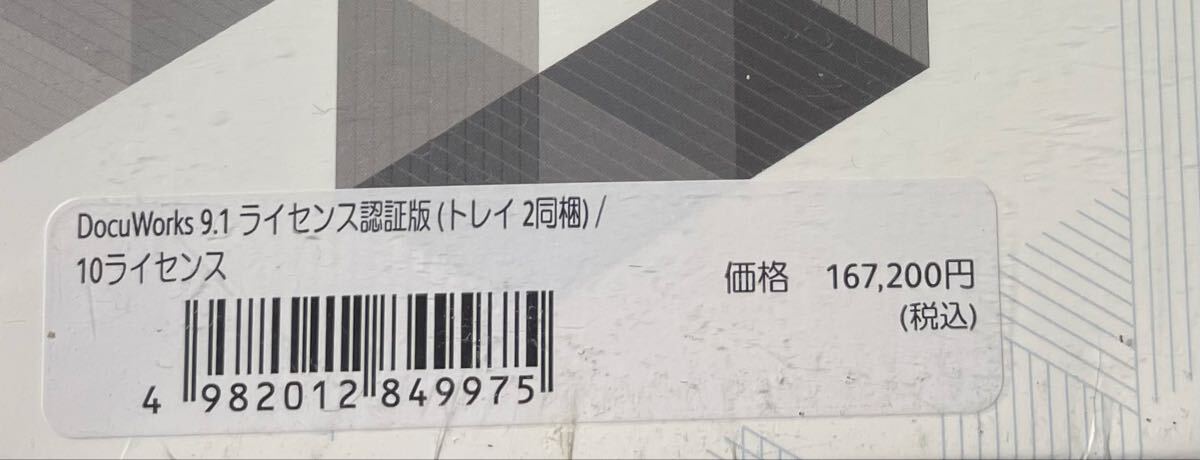 DocuWorks 9.1 ライセンス認証版 (トレイ 2同梱) /
10ライセンス
価格 167,200円
(税込)
4 982012 849975